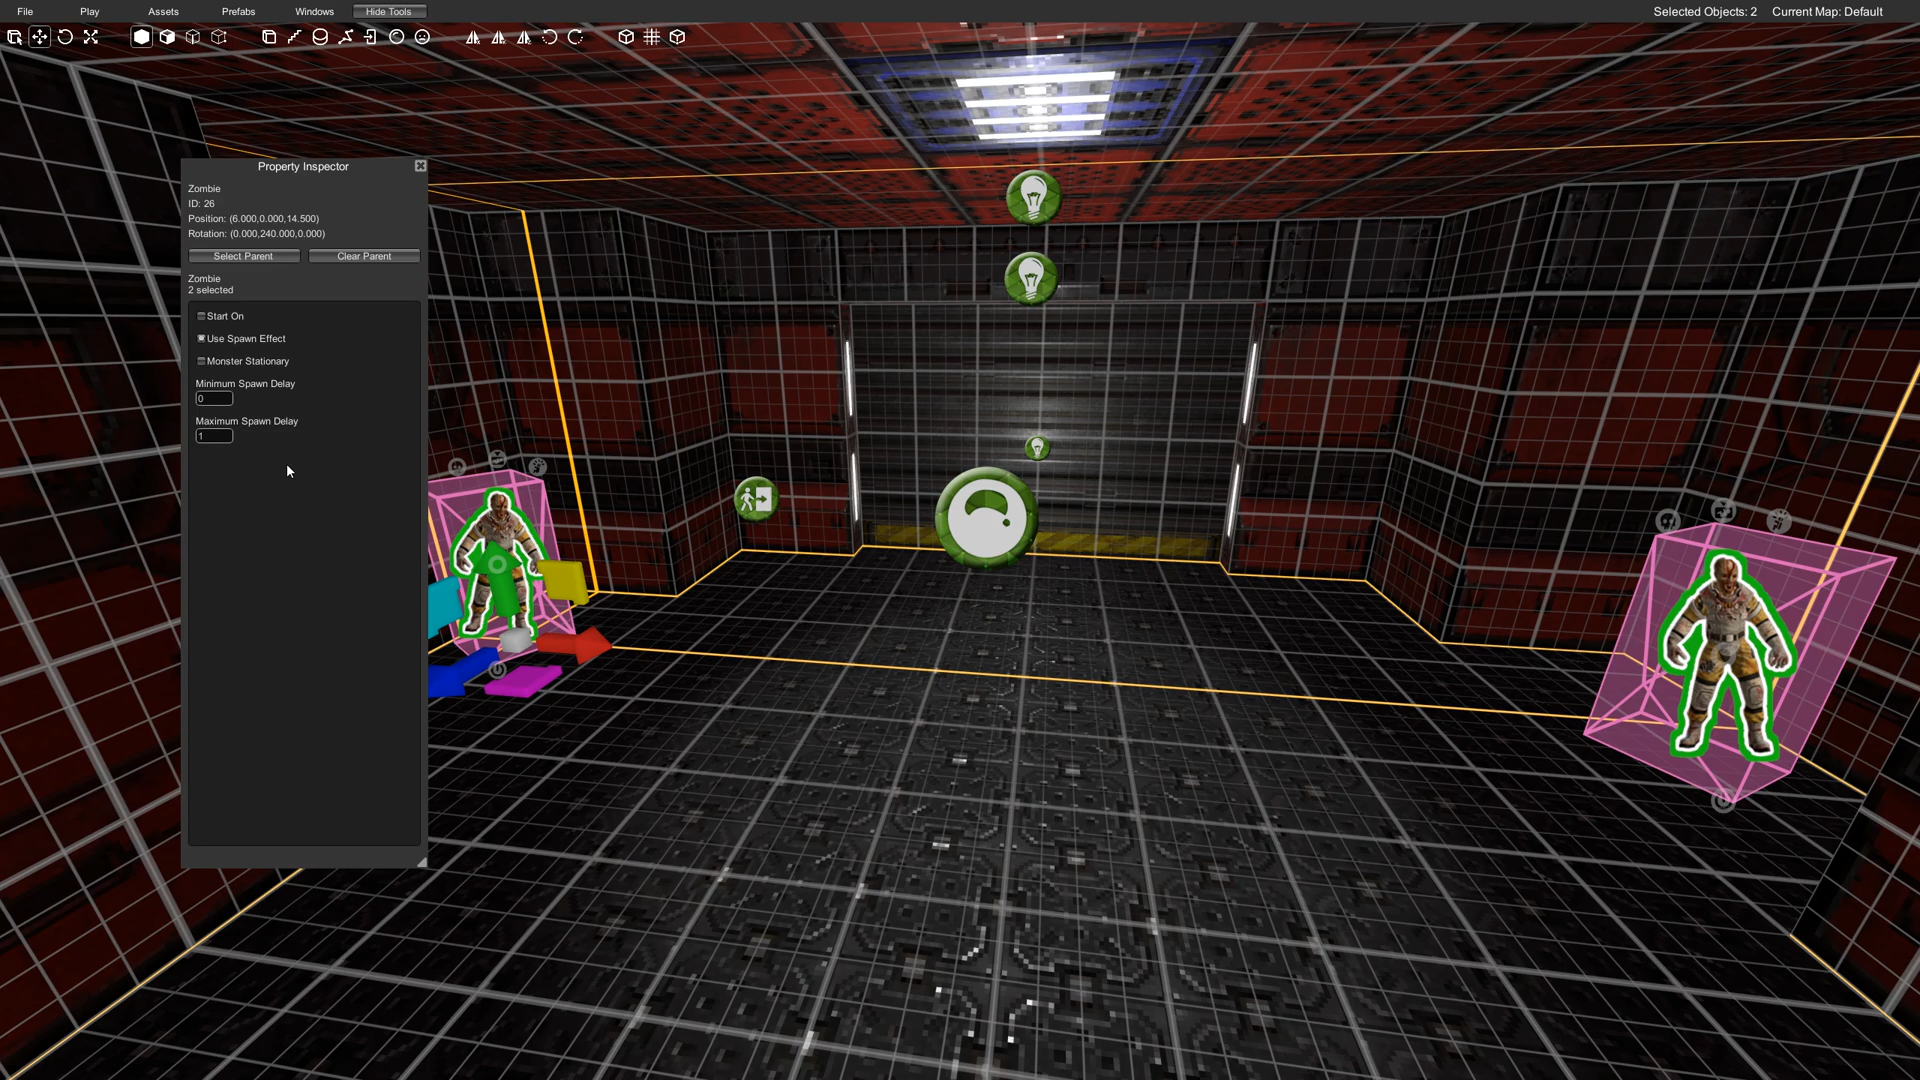 File Play Assets Prefabs Windows Hide Tools Selected Objects: 2 Current Map: Default
Property Inspector
Zombie
ID: 26
Position: (6.000,0.000,14.500)
Rotation: (0.000,240.000,0.000)
Select Parent Clear Parent
Zombie
2 selected
Start On
Use Spawn Effect
Monster Stationary
Minimum Spawn Delay
0
Maximum Spawn Delay
1